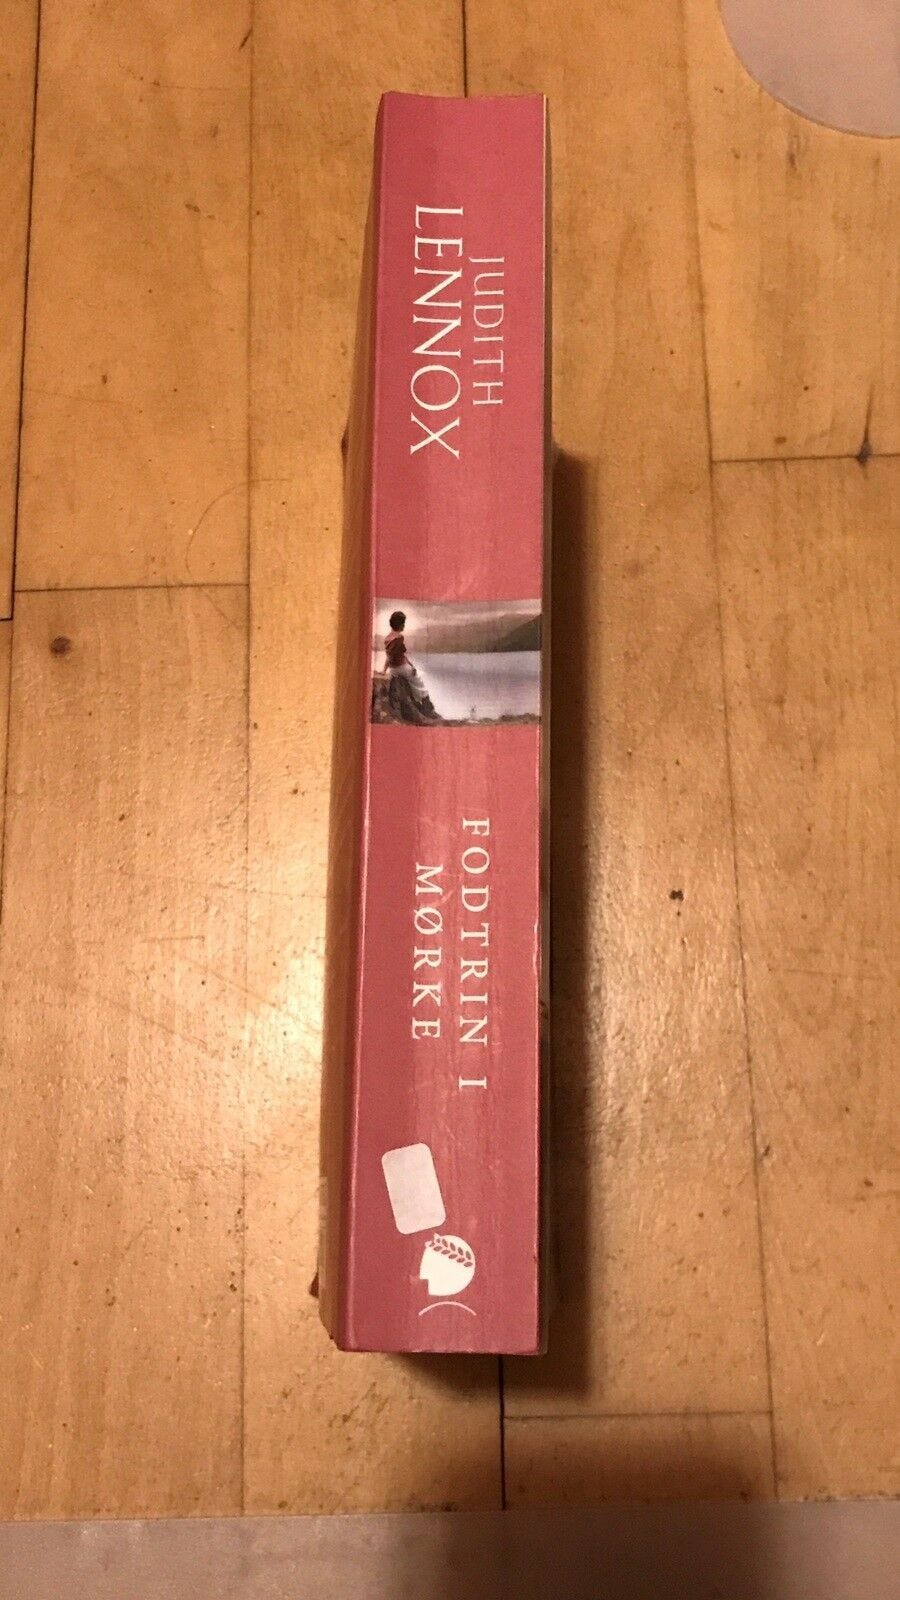 JUDITH
LENNOX
FODTRIN I
MØRKE